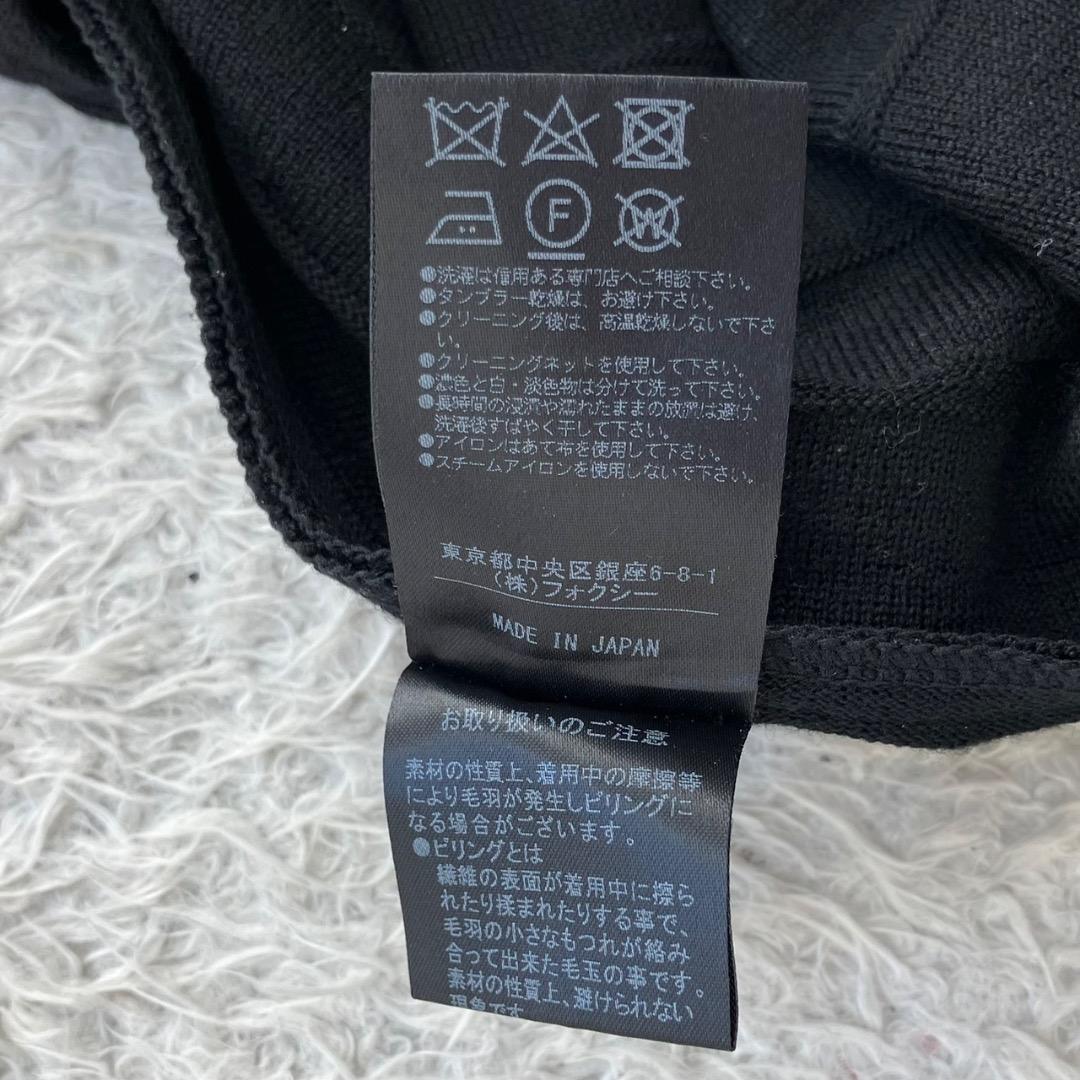 F
W
●洗濯は信用ある専門店へご相談下さい。
●タンブラー乾燥は、お避け下さい。
●クリーニング後は、高温乾燥しないで下さ
い。
●クリーニングネットを使用して下さい。
●濃色と白・淡色物は分けて洗って下さい。
●長時間の浸漬や濡れたままの放置は避け、
洗濯後すばやく干して下さい。
●アイロンはあて布を使用して下さい。
●スチームアイロンを使用しないで下さい。
東京都中央区銀座6-8-1
(株)フォクシー
MADE IN JAPAN
お取り扱いのご注意
素材の性質上、着用中の摩擦等
により毛羽が発生しピリングに
なる場合がございます。
●ピリングとは
繊維の表面が着用中に擦ら
れたり揉まれたりする事で、
毛羽の小さなもつれが絡み
合って出来た毛玉の事です。
素材の性質上、避けられない
現象です